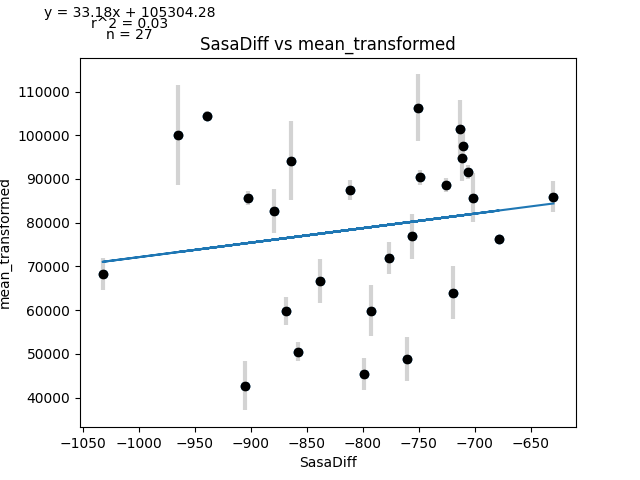 y = 33.18x + 105304.28
r^2 = 0.03
n = 27
SasaDiff vs mean_transformed
110000
100000
90000
80000
70000
60000
50000
40000
mean_transformed
−1050 −1000 −950 −900 −850 −800 −750 −700 −650
SasaDiff